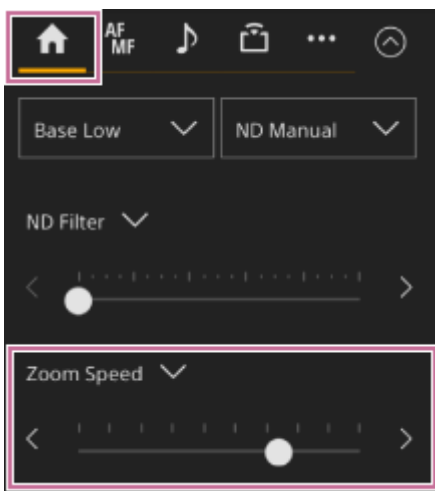 AF
MF
Base Low
ND Manual
ND Filter
Zoom Speed